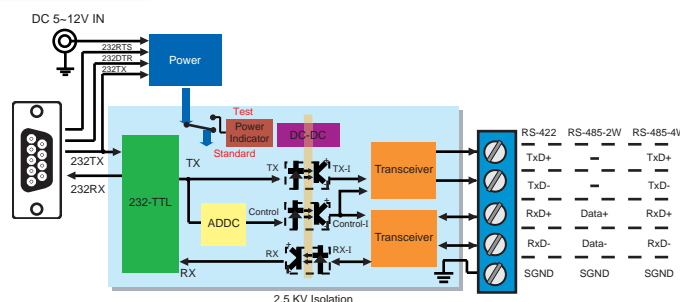 DC 5~12V IN
232RTS
232DTR
232TX
Power
Test
Power
Indicator
Standard
DC-DC
RS-422 RS-485-2W RS-485-4W
232TX
232RX
232-TTL
TX
TX TX-I
Transceiver
TxD+ – TxD+
TxD- – TxD-
ADDC
Control Control-I
RxD+ Data+ RxD+
Transceiver
RX RX-I
RxD- Data- RxD-
RX
SGND SGND SGND
2.5 KV Isolation